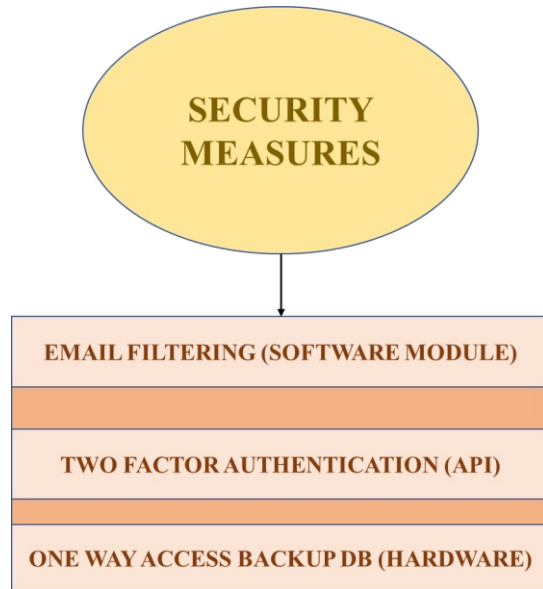 SECURITY
MEASURES
EMAIL FILTERING (SOFTWARE MODULE)
TWO FACTOR AUTHENTICATION (API)
ONE WAY ACCESS BACKUP DB (HARDWARE)